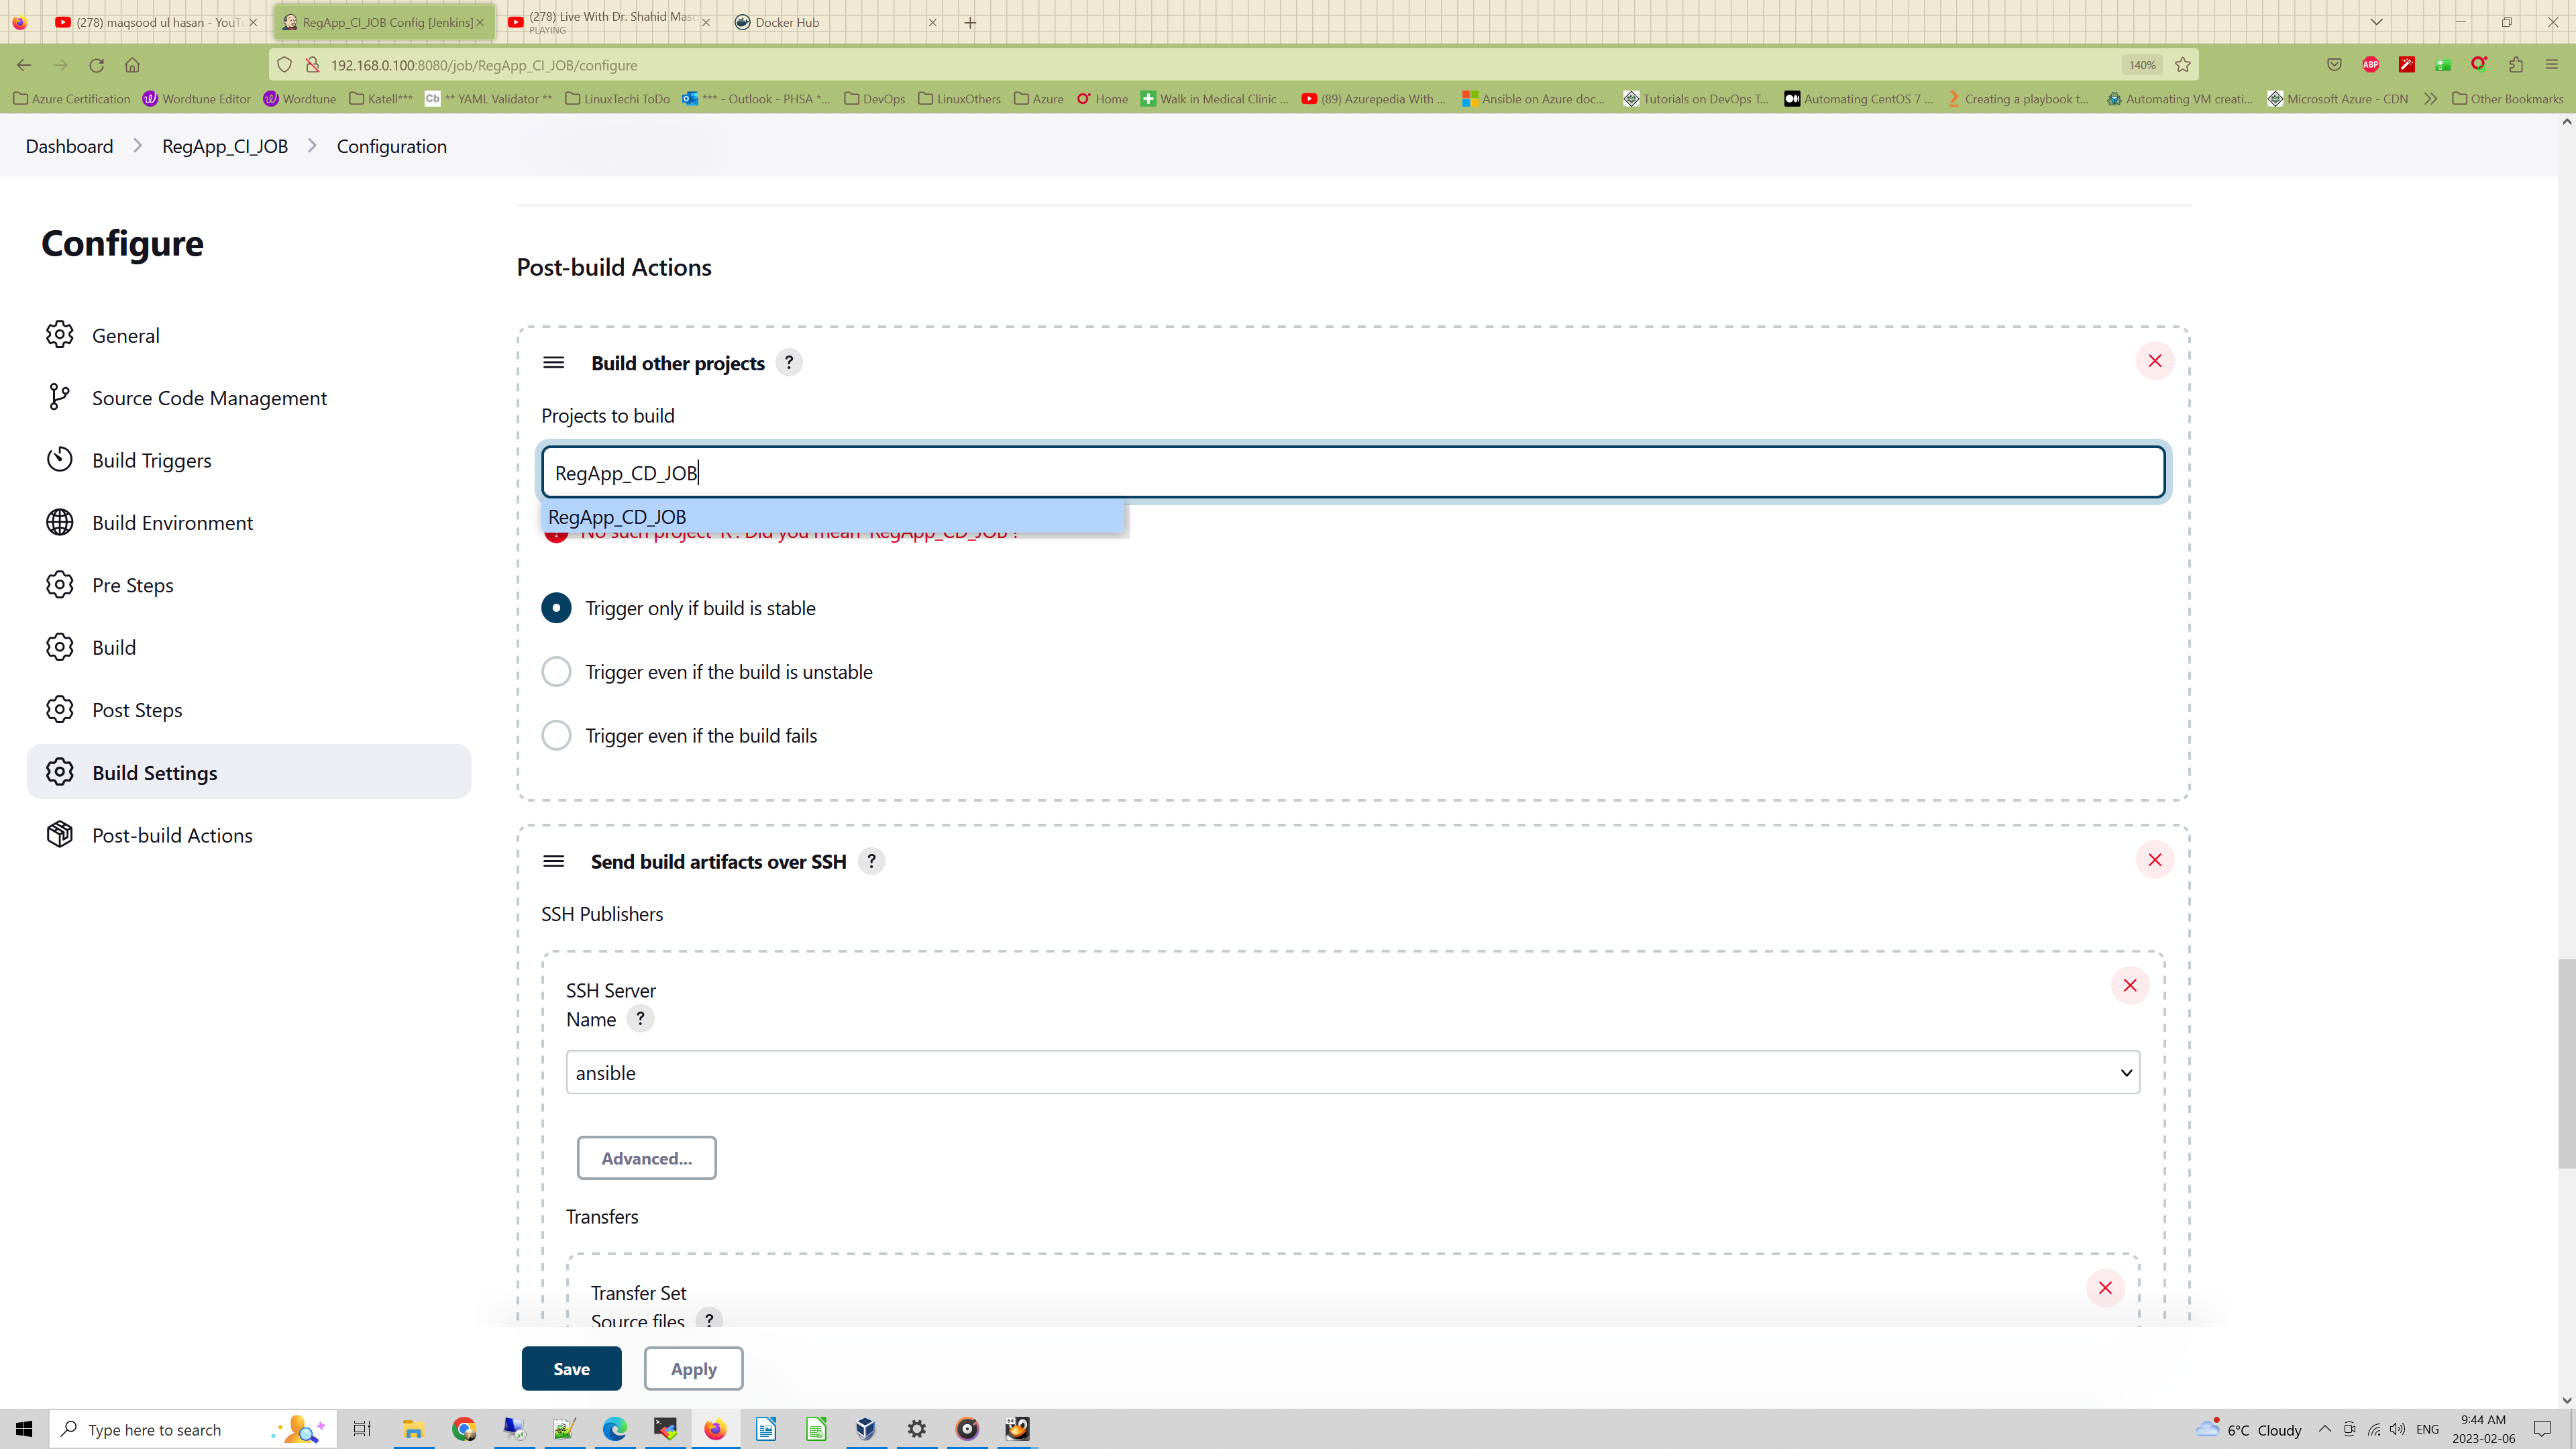 (278) maqsood ul hasan - YouTu
RegApp_CI_JOB Config [Jenkins]
(278) Live With Dr. Shahid Maso
PLAYING
Docker Hub
192.168.0.100:8080/job/RegApp_CI_JOB/configure
140%
ABP
Azure Certification
Wordtune Editor
Wordtune
Katell***
Cb
** YAML Validator **
LinuxTechi ToDo
*** - Outlook - PHSA *...
DevOps
LinuxOthers
Azure
Home
Walk in Medical Clinic ...
(89) Azurepedia With ...
Ansible on Azure doc...
Tutorials on DevOps T...
Automating CentOS 7 ...
Creating a playbook t...
Automating VM creati...
Microsoft Azure - CDN
Other Bookmarks
Dashboard
RegApp_CI_JOB
Configuration
Configure
General
Source Code Management
Build Triggers
Build Environment
Pre Steps
Build
Post Steps
Build Settings
Post-build Actions
Post-build Actions
Build other projects ?
Projects to build
RegApp_CD_JOB
RegApp_CD_JOB
No such project 'R'. Did you mean 'RegApp_CD_JOB'?
Trigger only if build is stable
Trigger even if the build is unstable
Trigger even if the build fails
Send build artifacts over SSH ?
SSH Publishers
SSH Server
Name ?
ansible
Advanced...
Transfers
Transfer Set
Source files ?
Save
Apply
Type here to search
6°C Cloudy
ENG
9:44 AM
2023-02-06